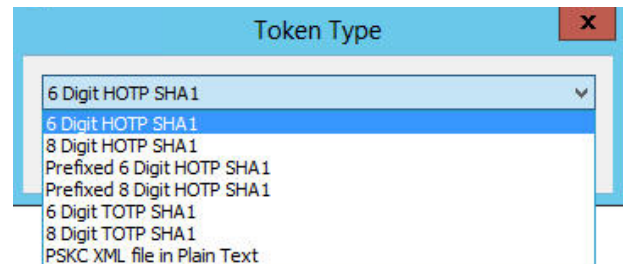 Token Type
x
6 Digit HOTP SHA1
6 Digit HOTP SHA1
8 Digit HOTP SHA1
Prefixed 6 Digit HOTP SHA1
Prefixed 8 Digit HOTP SHA1
6 Digit TOTP SHA1
8 Digit TOTP SHA1
PSKC XML file in Plain Text